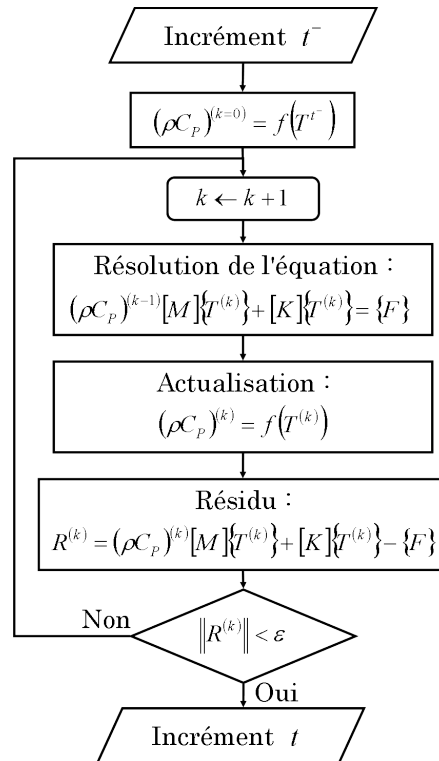 Incrément t⁻
(ρC_P)^(k=0) = f(T^t⁻)
k ← k + 1
Résolution de l'équation :
(ρC_P)^(k-1) [M]{T^(k)} + [K]{T^(k)} = {F}
Actualisation :
(ρC_P)^(k) = f(T^(k))
Résidu :
R^(k) = (ρC_P)^(k) [M]{T^(k)} + [K]{T^(k)} − {F}
Non
‖R^(k)‖ < ε
Oui
Incrément t